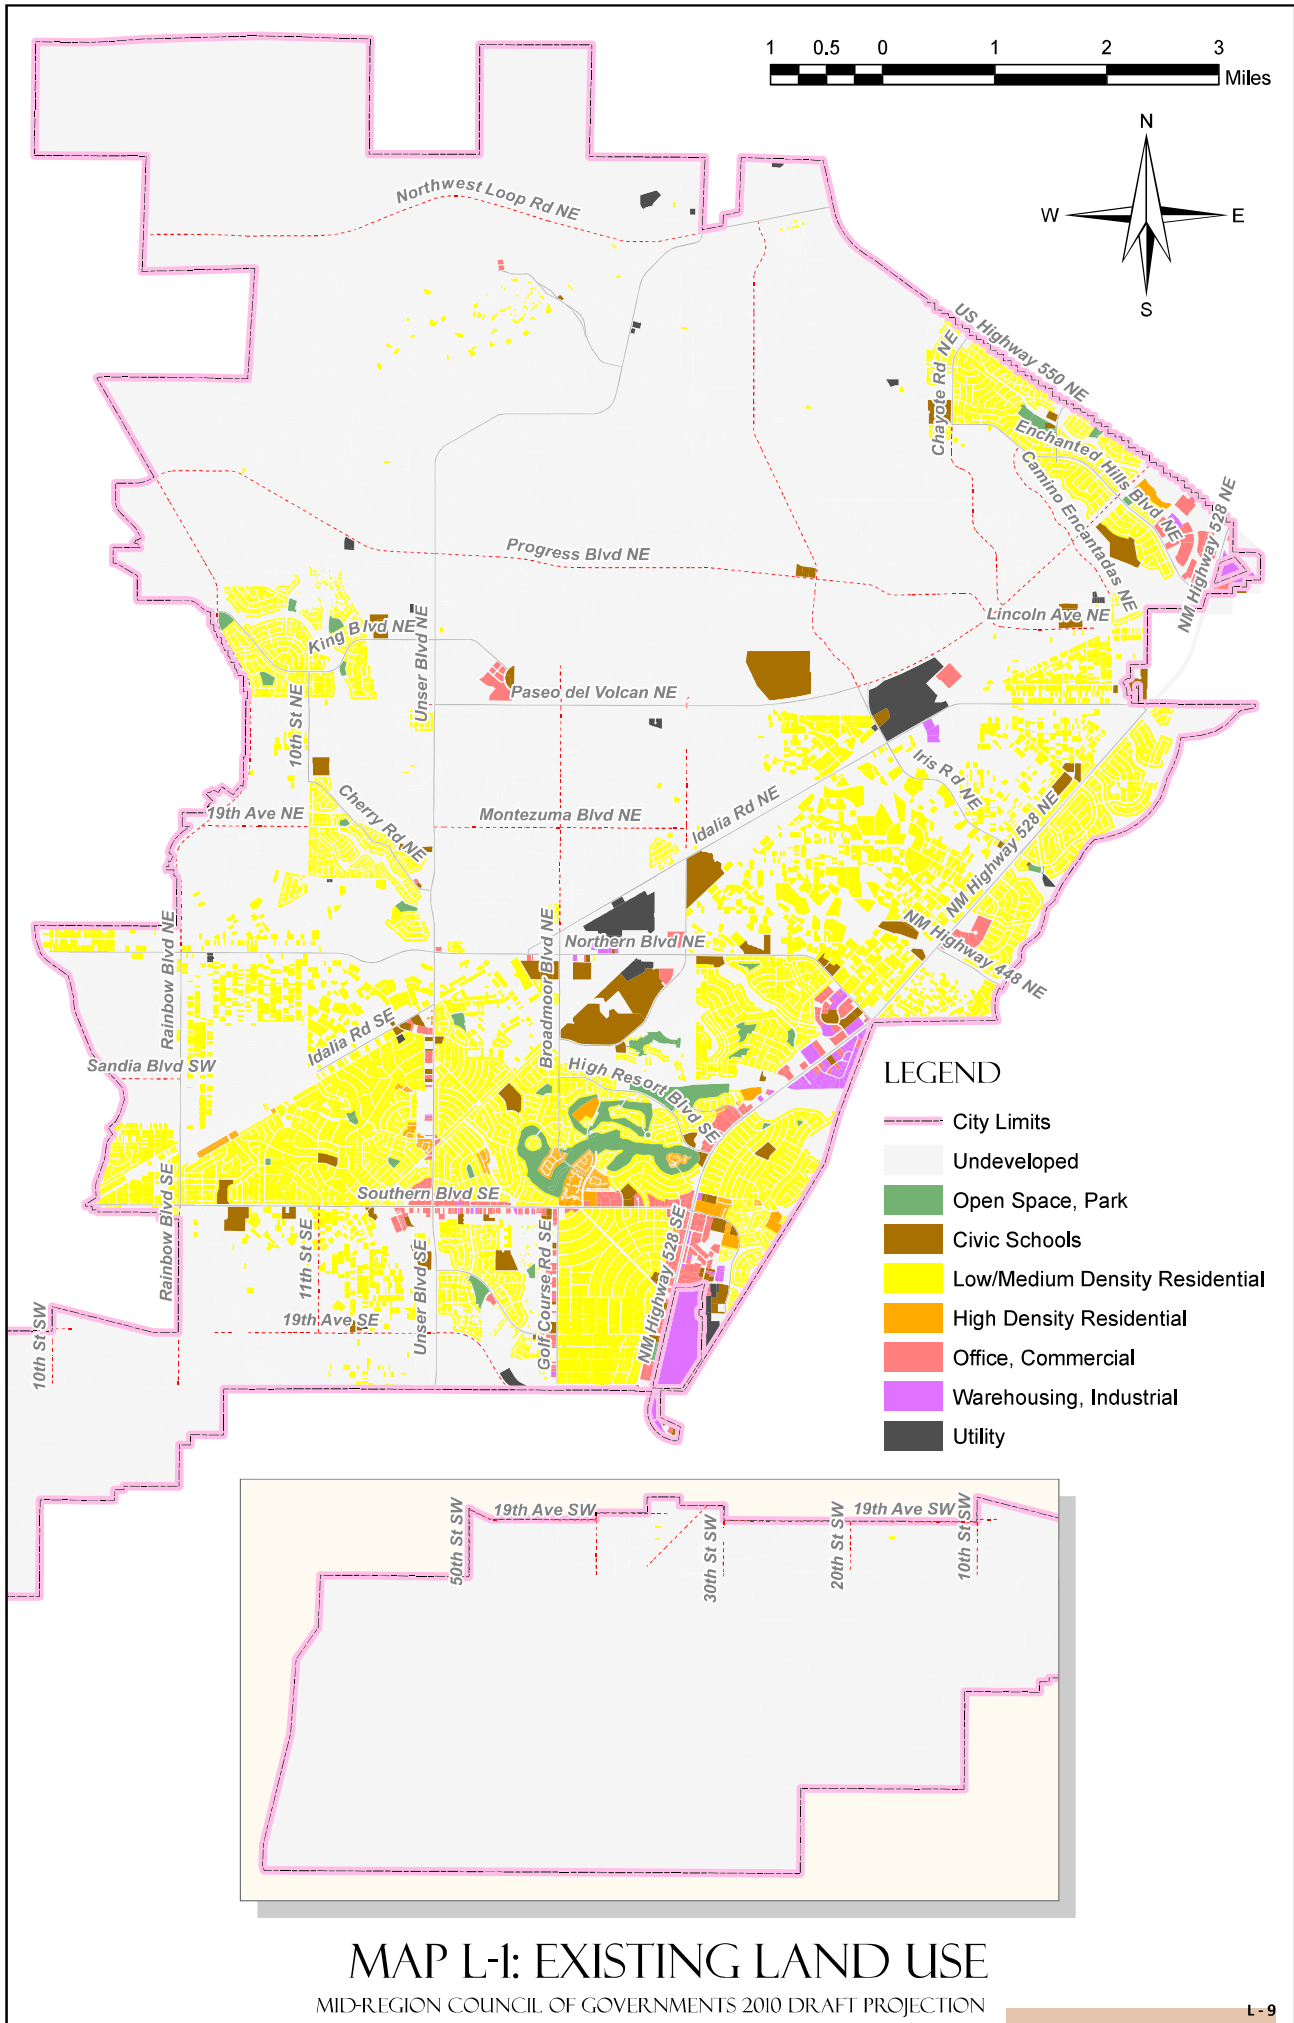 1 0.5 0 1 2 3
Miles
N
W E
S
Northwest Loop Rd NE
US Highway 550 NE
Chayote Rd NE
Enchanted Hills Blvd NE
Camino Encantadas NE
NM Highway 528 NE
Progress Blvd NE
Lincoln Ave NE
King Blvd NE
Unser Blvd NE
Paseo del Volcan NE
10th St NE
Iris Rd NE
Cherry Rd NE
19th Ave NE
Montezuma Blvd NE
Idalia Rd NE
NM Highway 528 NE
NM Highway 448 NE
Rainbow Blvd NE
Broadmoor Blvd NE
Northern Blvd NE
Idalia Rd SE
Sandia Blvd SW
High Resort Blvd SE
Rainbow Blvd SE
Southern Blvd SE
11th St SE
Unser Blvd SE
Golf Course Rd SE
NM Highway 528 SE
19th Ave SE
10th St SW
LEGEND
City Limits
Undeveloped
Open Space, Park
Civic Schools
Low/Medium Density Residential
High Density Residential
Office, Commercial
Warehousing, Industrial
Utility
50th St SW
19th Ave SW
30th St SW
20th St SW
19th Ave SW
10th St SW
MAP L-1: EXISTING LAND USE
MID-REGION COUNCIL OF GOVERNMENTS 2010 DRAFT PROJECTION
L - 9